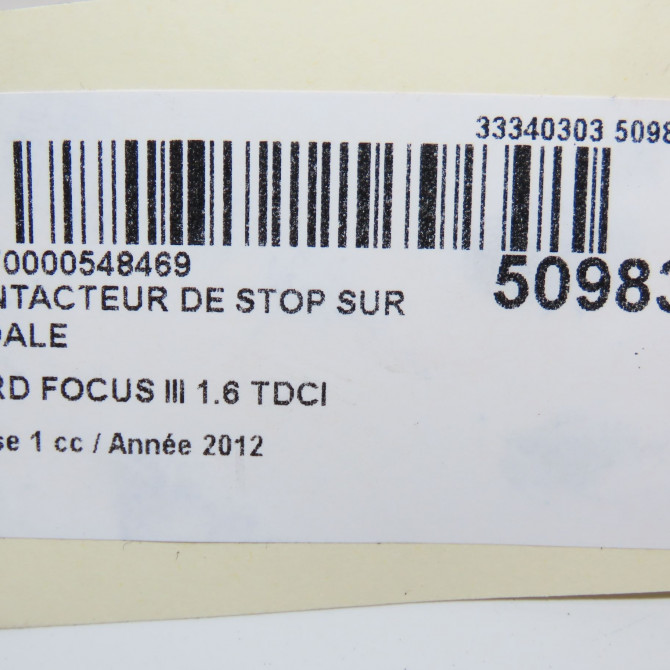 33340303 5098
0000548469
NTACTEUR DE STOP SUR
5098
DALE
RD FOCUS III 1.6 TDCI
se 1 cc / Année 2012